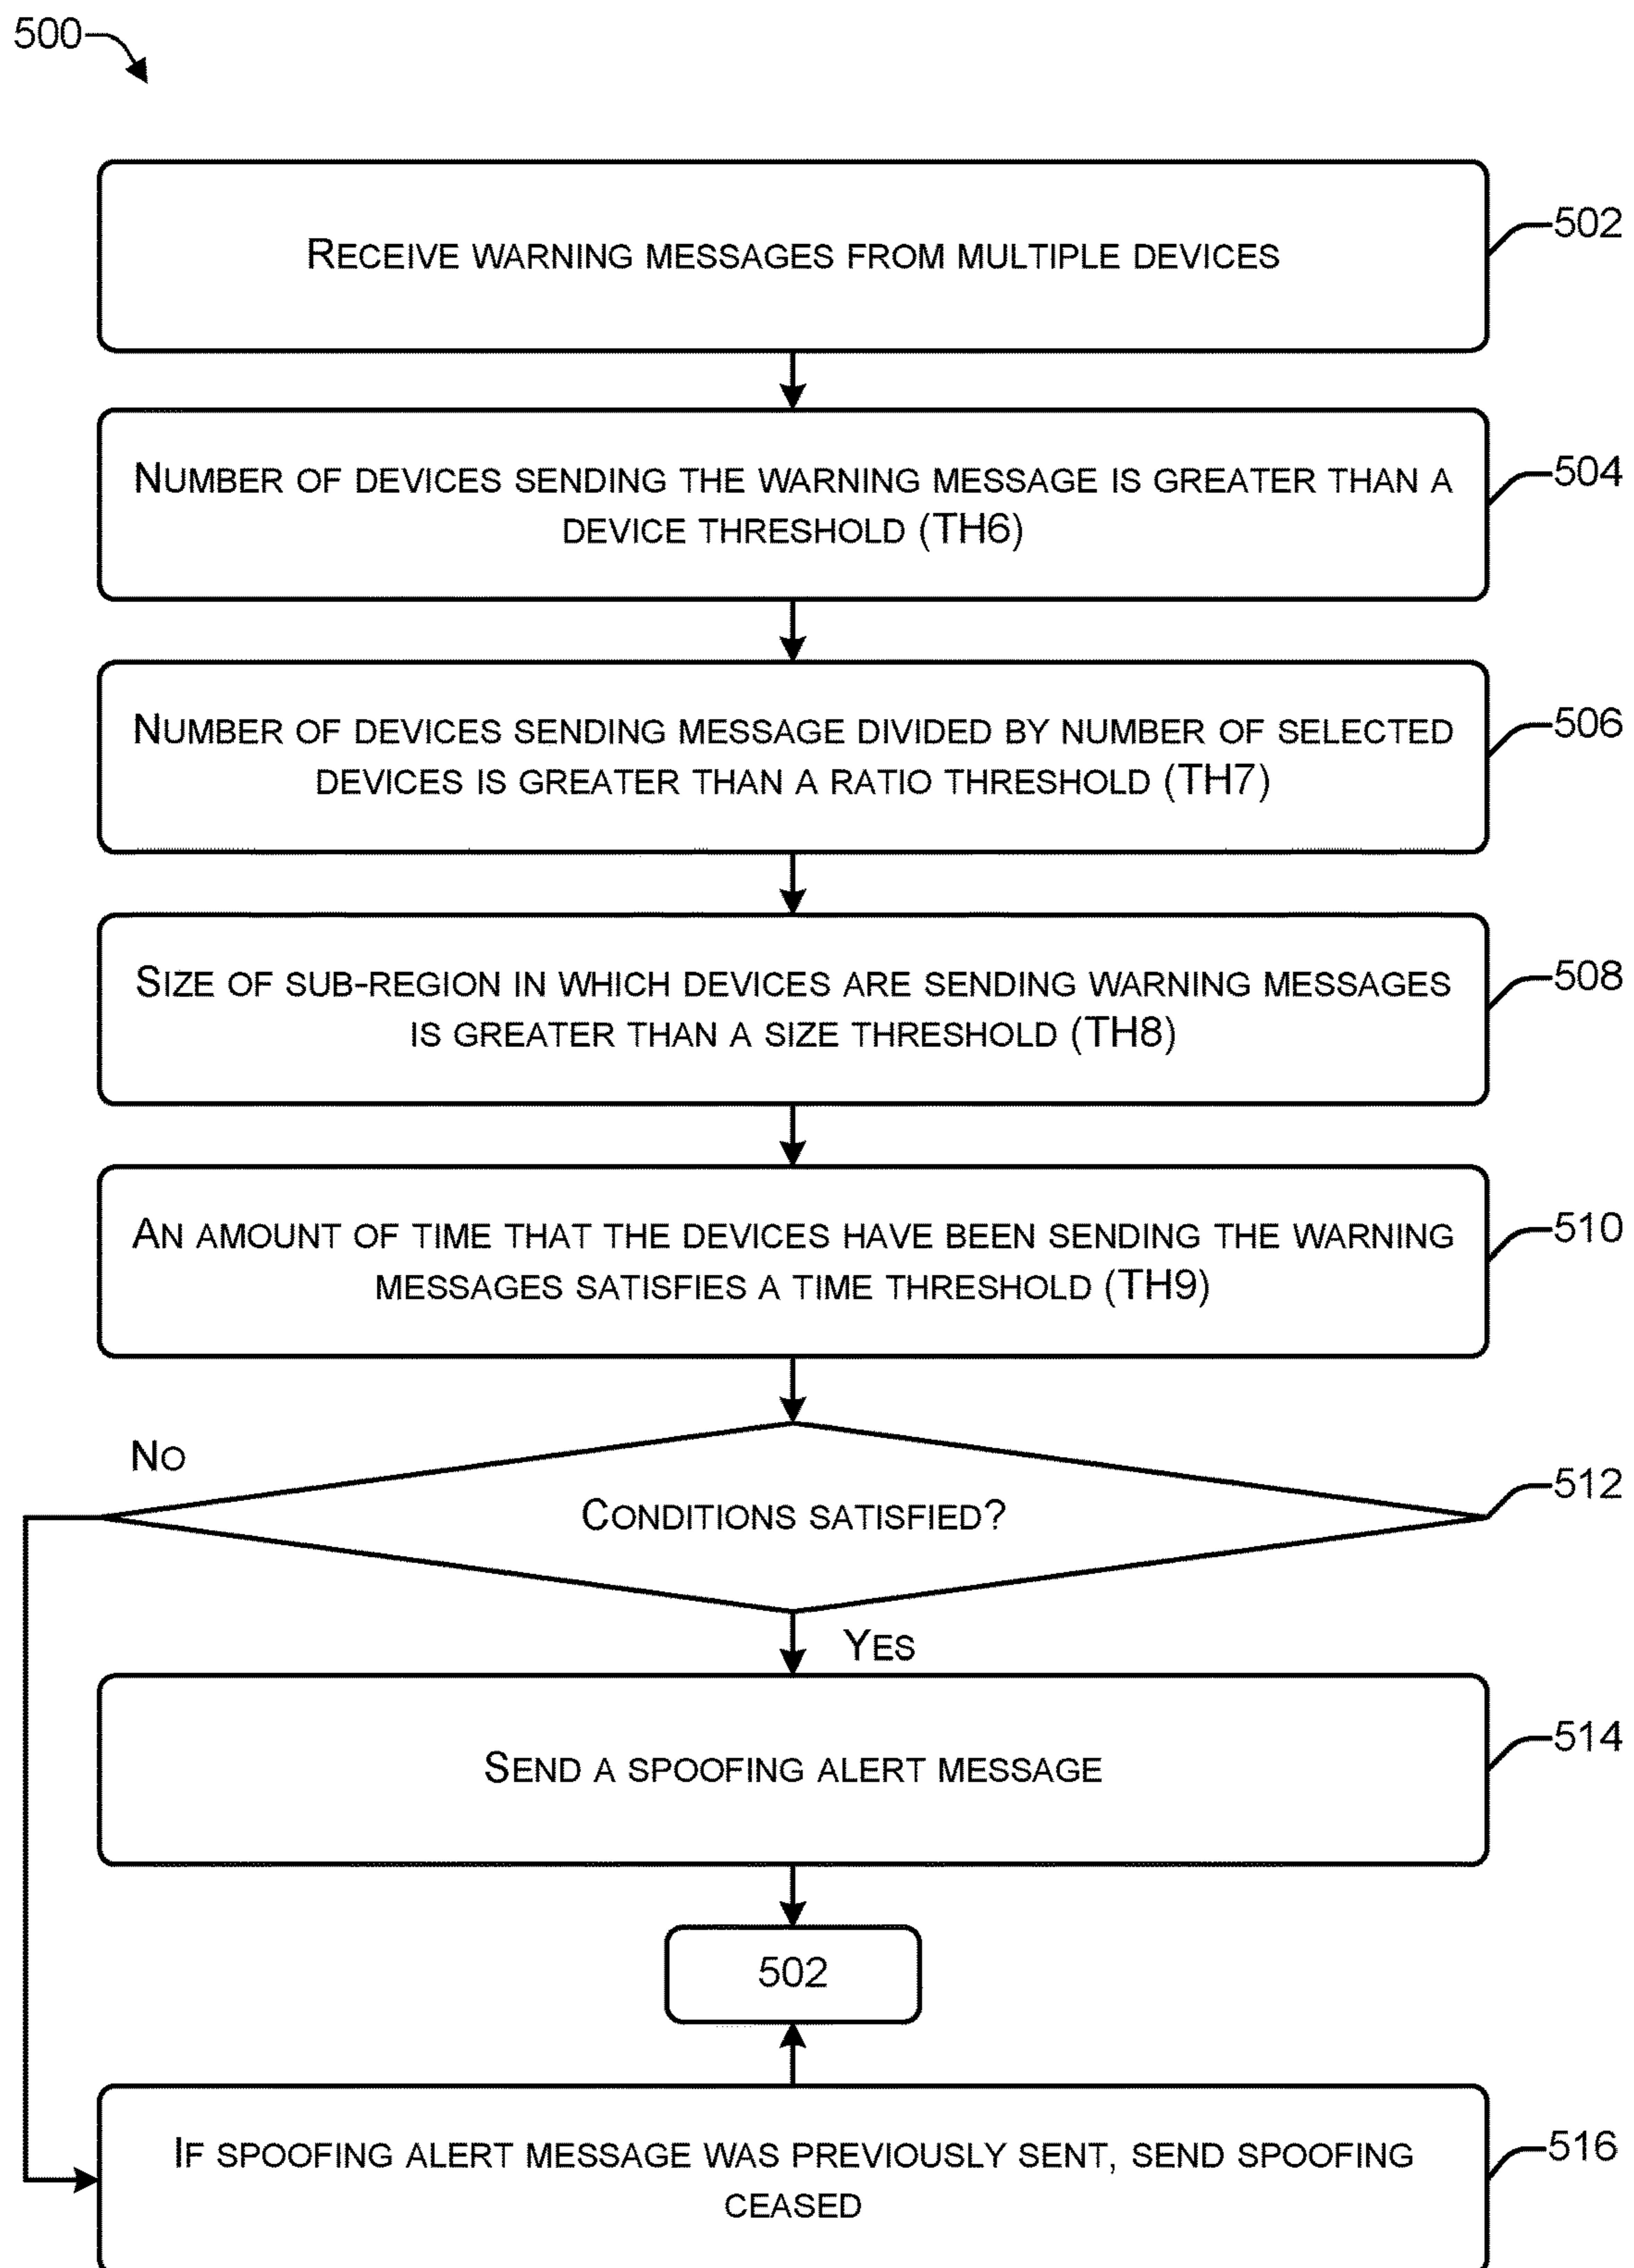 500
RECEIVE WARNING MESSAGES FROM MULTIPLE DEVICES
502
NUMBER OF DEVICES SENDING THE WARNING MESSAGE IS GREATER THAN A
DEVICE THRESHOLD (TH6)
504
NUMBER OF DEVICES SENDING MESSAGE DIVIDED BY NUMBER OF SELECTED
DEVICES IS GREATER THAN A RATIO THRESHOLD (TH7)
506
SIZE OF SUB-REGION IN WHICH DEVICES ARE SENDING WARNING MESSAGES
IS GREATER THAN A SIZE THRESHOLD (TH8)
508
AN AMOUNT OF TIME THAT THE DEVICES HAVE BEEN SENDING THE WARNING
MESSAGES SATISFIES A TIME THRESHOLD (TH9)
510
NO
CONDITIONS SATISFIED?
512
YES
SEND A SPOOFING ALERT MESSAGE
514
502
IF SPOOFING ALERT MESSAGE WAS PREVIOUSLY SENT, SEND SPOOFING
CEASED
516